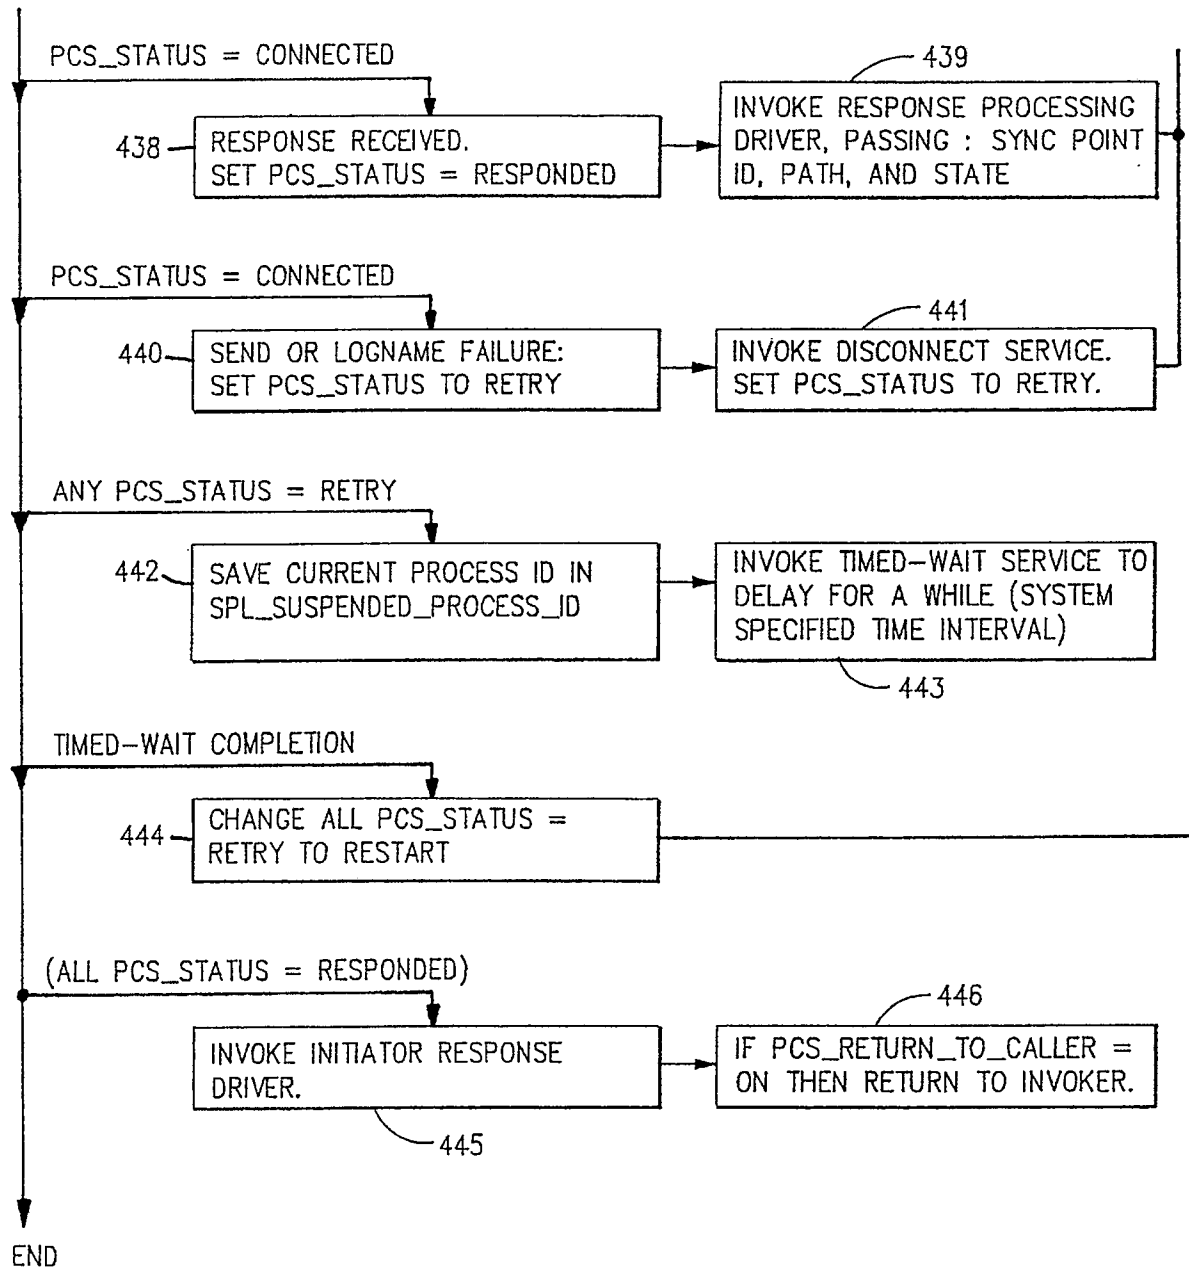 PCS_STATUS = CONNECTED
439
438
RESPONSE RECEIVED.
SET PCS_STATUS = RESPONDED
INVOKE RESPONSE PROCESSING
DRIVER, PASSING : SYNC POINT
ID, PATH, AND STATE
PCS_STATUS = CONNECTED
441
440
SEND OR LOGNAME FAILURE:
SET PCS_STATUS TO RETRY
INVOKE DISCONNECT SERVICE.
SET PCS_STATUS TO RETRY.
ANY PCS_STATUS = RETRY
442
SAVE CURRENT PROCESS ID IN
SPL_SUSPENDED_PROCESS_ID
INVOKE TIMED-WAIT SERVICE TO
DELAY FOR A WHILE (SYSTEM
SPECIFIED TIME INTERVAL)
443
TIMED-WAIT COMPLETION
444
CHANGE ALL PCS_STATUS =
RETRY TO RESTART
(ALL PCS_STATUS = RESPONDED)
446
INVOKE INITIATOR RESPONSE
DRIVER.
IF PCS_RETURN_TO_CALLER =
ON THEN RETURN TO INVOKER.
445
END